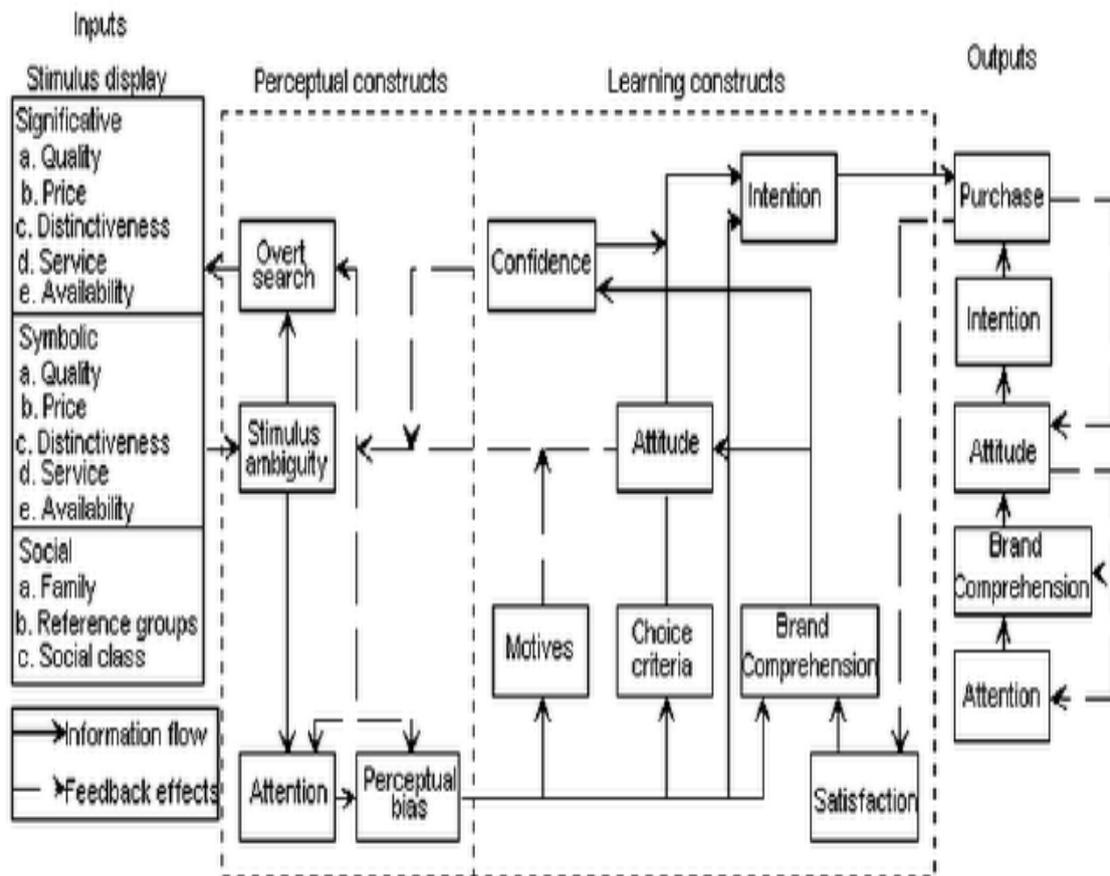 Inputs
Stimulus display
Perceptual constructs
Learning constructs
Outputs
Significative
a. Quality
b. Price
c. Distinctiveness
d. Service
e. Availability
Symbolic
a. Quality
b. Price
c. Distinctiveness
d. Service
e. Availability
Social
a. Family
b. Reference groups
c. Social class
Information flow
Feedback effects
Overt
search
Stimulus
ambiguity
Attention
Perceptual
bias
Confidence
Intention
Attitude
Motives
Choice
criteria
Brand
Comprehension
Satisfaction
Purchase
Intention
Attitude
Brand
Comprehension
Attention